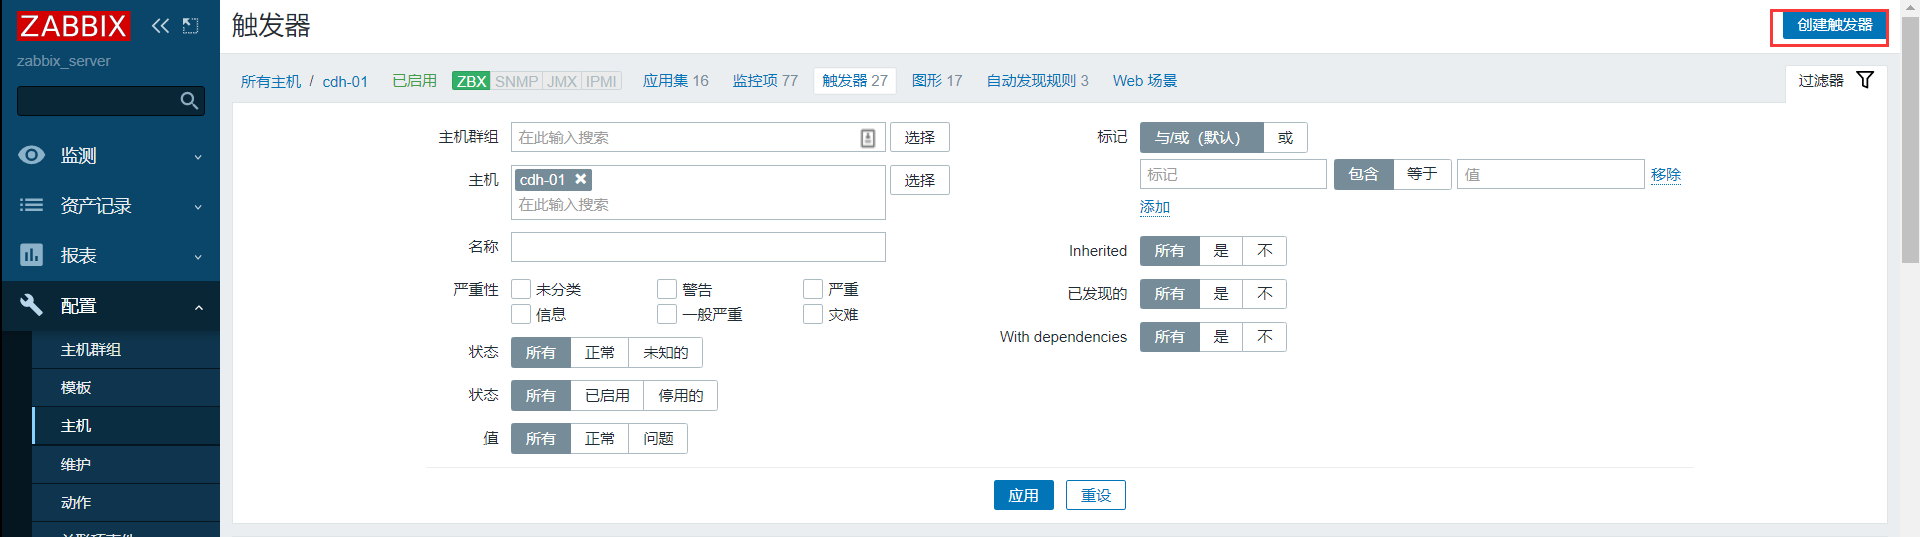 ZABBIX
zabbix_server
监测
资产记录
报表
配置
主机群组
模板
主机
维护
动作
触发器
创建触发器
所有主机 / cdh-01 已启用 ZBX SNMP JMX IPMI 应用集 16 监控项 77 触发器 27 图形 17 自动发现规则 3 Web 场景
过滤器
主机群组 在此输入搜索 选择
主机 cdh-01 选择
在此输入搜索
名称
严重性 未分类 警告 严重
信息 一般严重 灾难
状态 所有 正常 未知的
状态 所有 已启用 停用的
值 所有 正常 问题
标记 与/或（默认） 或
标记 包含 等于 值 移除
添加
Inherited 所有 是 不
已发现的 所有 是 不
With dependencies 所有 是 不
应用 重设